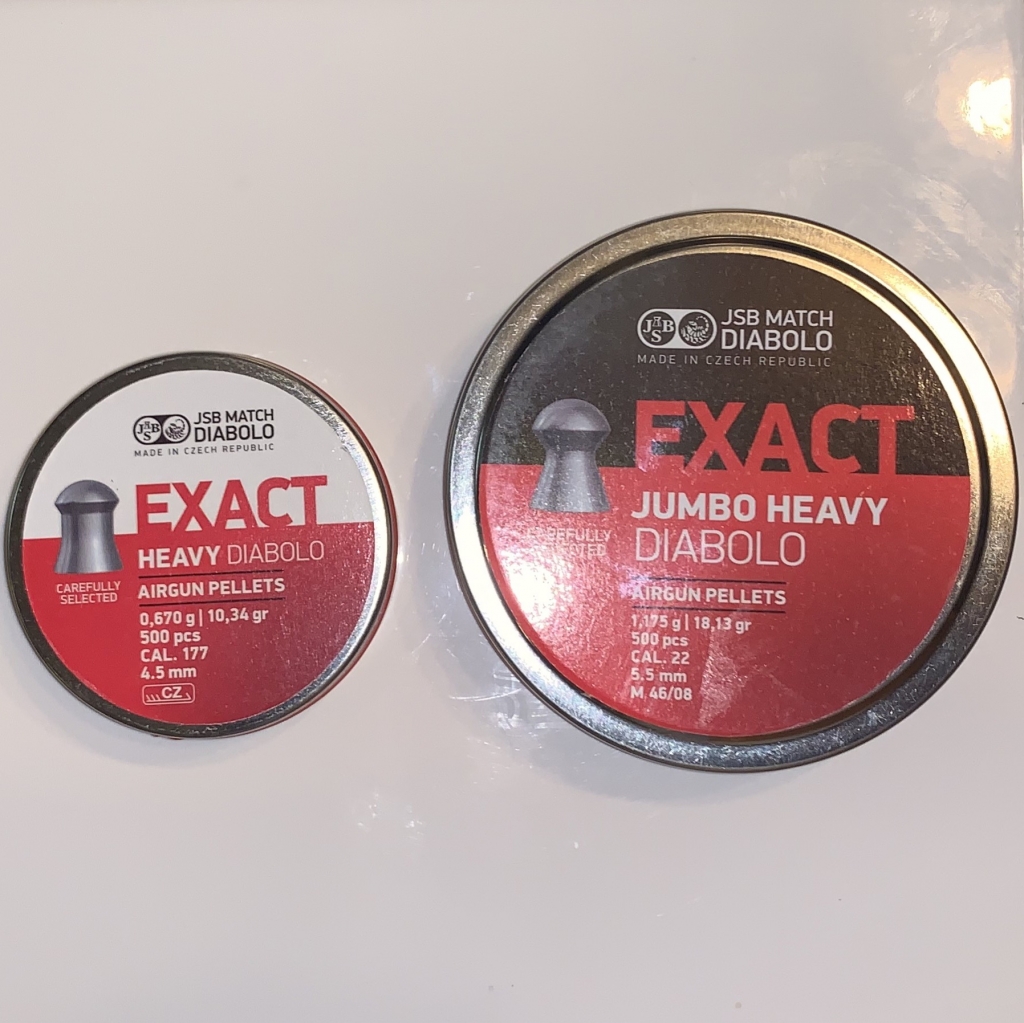 JSB
JSB MATCH
DIABOLO
MADE IN CZECH REPUBLIC
EXACT
HEAVY DIABOLO
CAREFULLY
SELECTED
AIRGUN PELLETS
0,670 g | 10,34 gr
500 pcs
CAL. 177
4.5 mm
CZ
JSB
JSB MATCH
DIABOLO
MADE IN CZECH REPUBLIC
EXACT
JUMBO HEAVY
DIABOLO
CAREFULLY
SELECTED
AIRGUN PELLETS
1,175 g | 18,13 gr
500 pcs
CAL. 22
5.5 mm
M 46/08